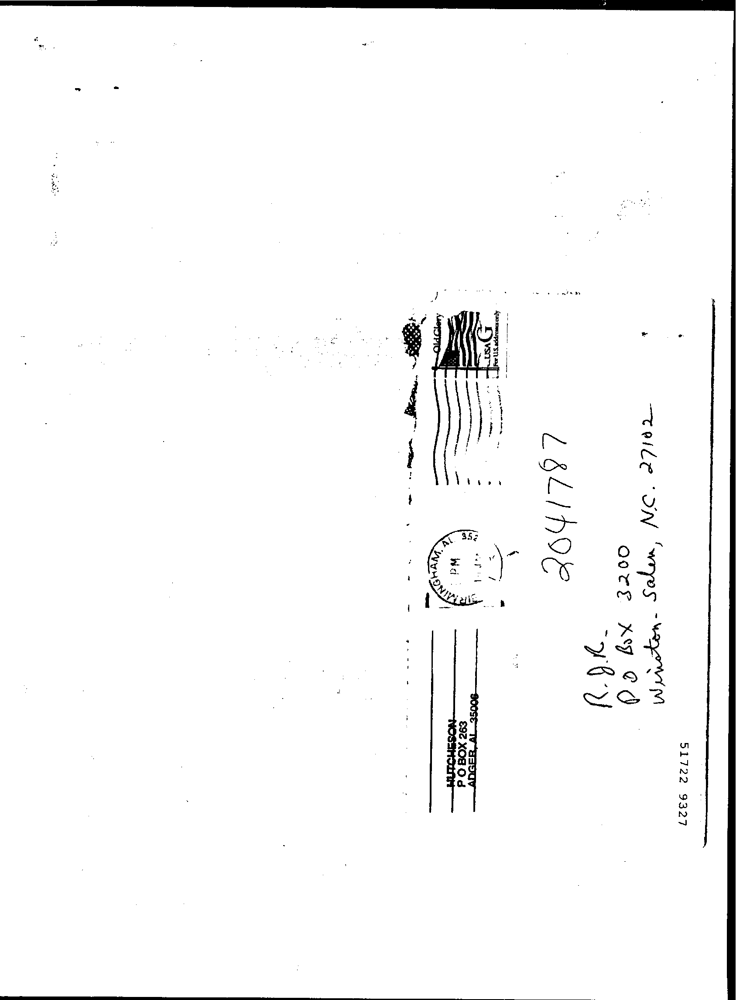 HUTCHESON
P O BOX 263
ADGER, AL 35006
BIRMINGHAM, AL 352
PM
Old Glory
USA G
For U.S. addresses only
2041787
R.J.R.
PO Box 3200
Winston-Salem, N.C. 27102
51722 9327